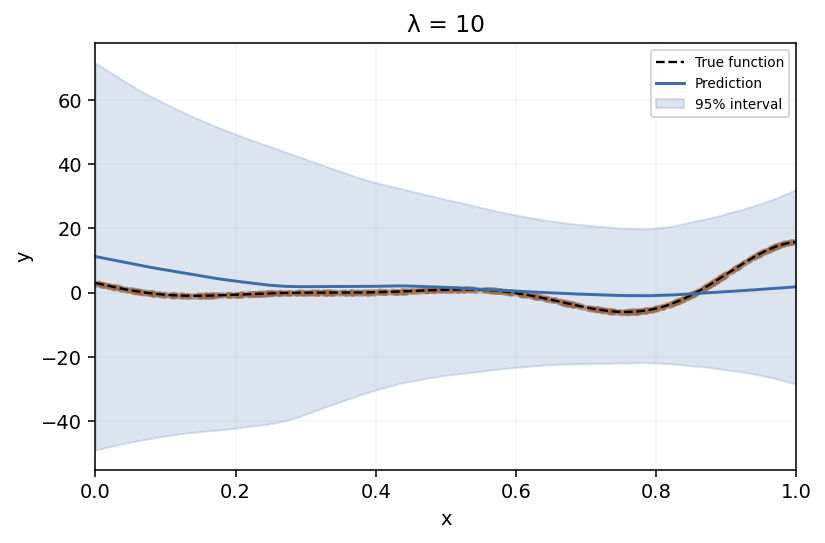 λ = 10
True function
Prediction
95% interval
60
40
20
0
−20
−40
y
0.0 0.2 0.4 0.6 0.8 1.0
x